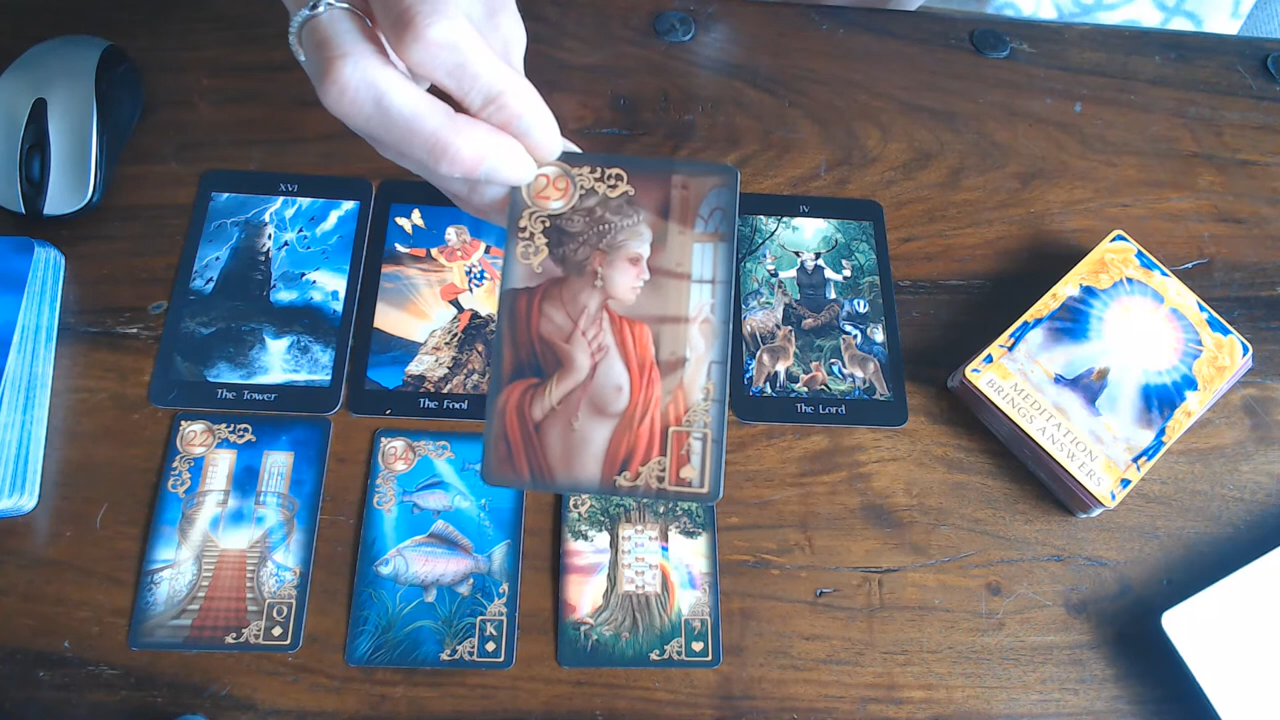 XVI
IV
29
The Tower
The Fool
The Lord
22
34
Q
K
MEDITATION
BRINGS ANSWERS